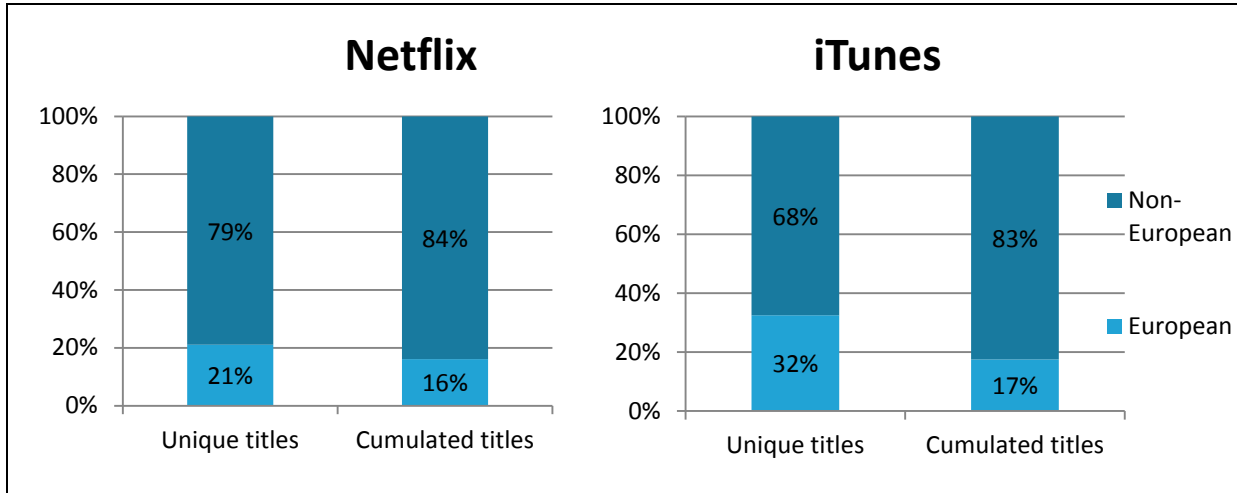 Netflix
100%
80%
60%
40%
20%
0%
79%
21%
84%
16%
Unique titles
Cumulated titles
iTunes
100%
80%
60%
40%
20%
0%
68%
32%
83%
17%
Unique titles
Cumulated titles
Non-
European
European